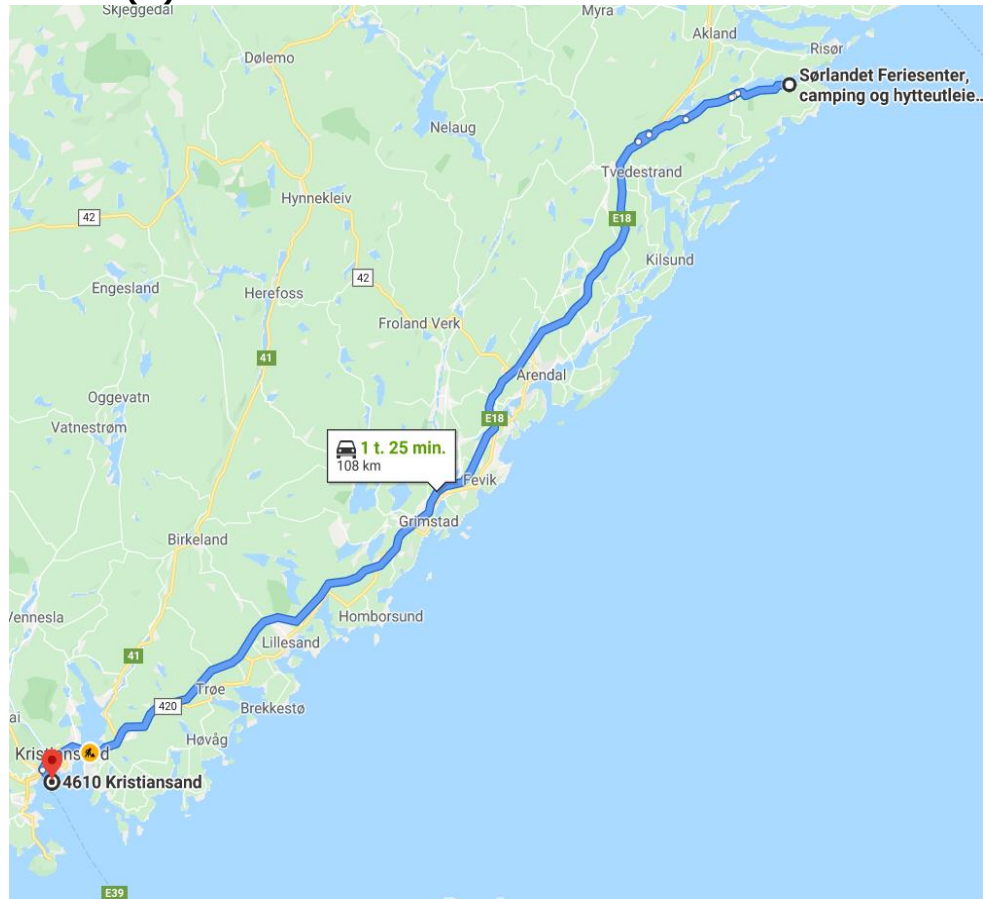 Skjeggedal
Myra
Akland
Risør
Dølemo
Sørlandet Feriesenter,
camping og hytteutleie...
Nelaug
Tvedestrand
Hynnekleiv
42
E18
Kilsund
42
Engesland
Herefoss
Froland Verk
41
Arendal
Oggevatn
E18
Vatnestrøm
1 t. 25 min.
108 km
Fevik
Grimstad
Birkeland
Homborsund
Vennesla
Lillesand
41
Trøe
420
Brekkestø
ai
Høvåg
Kristiansand
4610 Kristiansand
E39